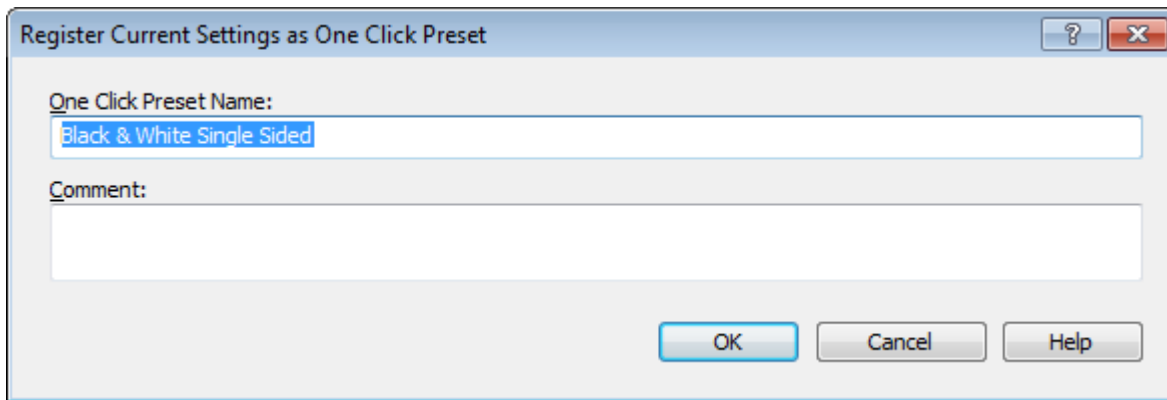 Register Current Settings as One Click Preset
?
One Click Preset Name:
Black & White Single Sided
Comment:
OK Cancel Help